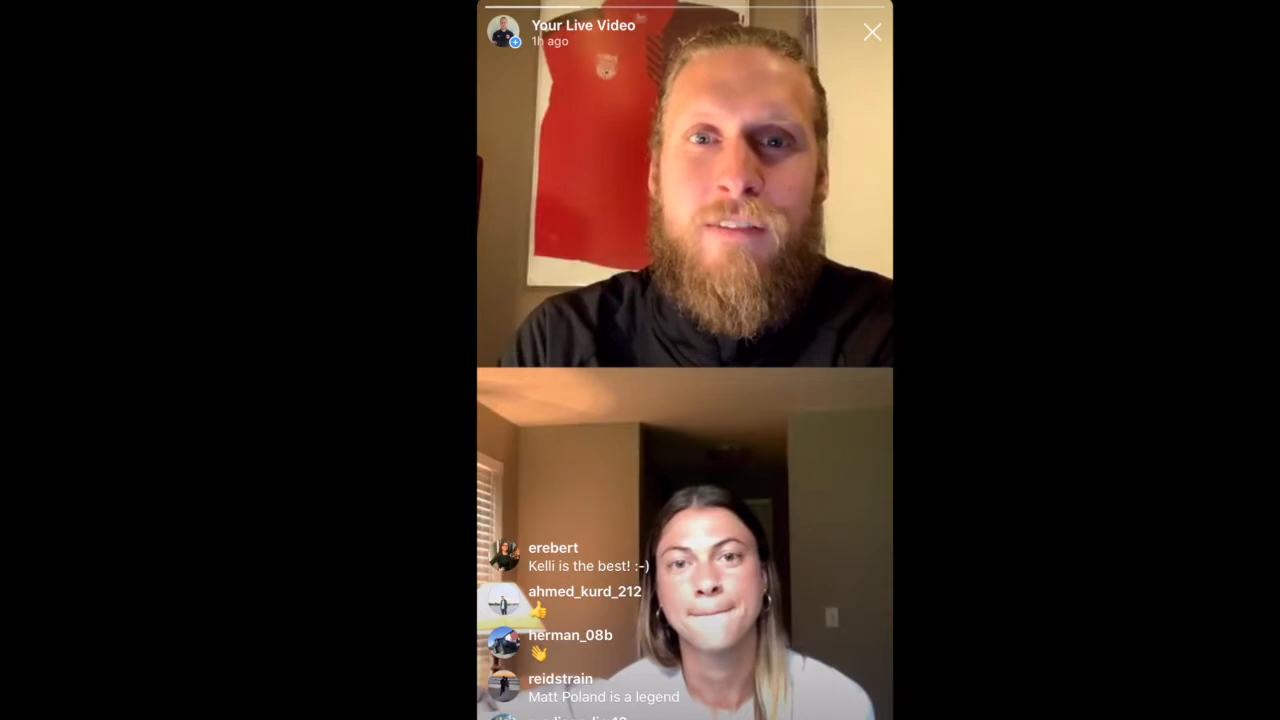 Your Live Video
1h ago
erebert
Kelli is the best! :-)
ahmed_kurd_212
👍
herman_08b
👋
reidstrain
Matt Poland is a legend